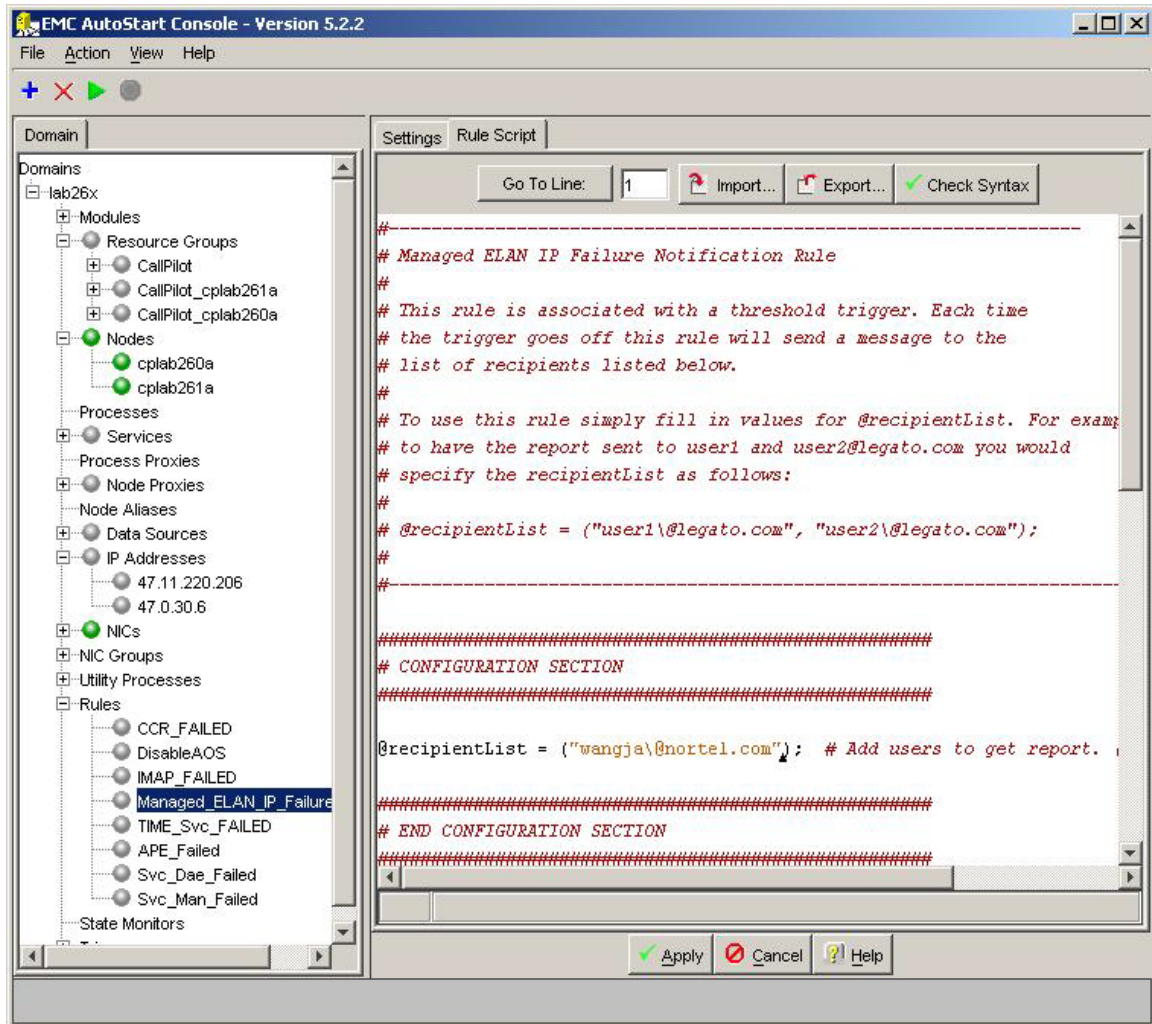 EMC AutoStart Console - Version 5.2.2
File Action View Help
Domain
Domains
lab26x
Modules
Resource Groups
CallPilot
CallPilot_cplab261a
CallPilot_cplab260a
Nodes
cplab260a
cplab261a
Processes
Services
Process Proxies
Node Proxies
Node Aliases
Data Sources
IP Addresses
47.11.220.206
47.0.30.6
NICs
NIC Groups
Utility Processes
Rules
CCR_FAILED
DisableAOS
IMAP_FAILED
Managed_ELAN_IP_Failure
TIME_Svc_FAILED
APE_Failed
Svc_Dae_Failed
Svc_Man_Failed
State Monitors
Settings Rule Script
Go To Line: 1 Import... Export... Check Syntax
#------------------------------------------------------------------
# Managed ELAN IP Failure Notification Rule
#
# This rule is associated with a threshold trigger. Each time
# the trigger goes off this rule will send a message to the
# list of recipients listed below.
#
# To use this rule simply fill in values for @recipientList. For examp
# to have the report sent to user1 and user2@legato.com you would
# specify the recipientList as follows:
#
# @recipientList = ("user1\@legato.com", "user2\@legato.com");
#
#----------------------------------------------------------------------
#####################################################
# CONFIGURATION SECTION
#####################################################
@recipientList = ("wangja\@nortel.com"); # Add users to get report.
#####################################################
# END CONFIGURATION SECTION
#####################################################
Apply Cancel Help